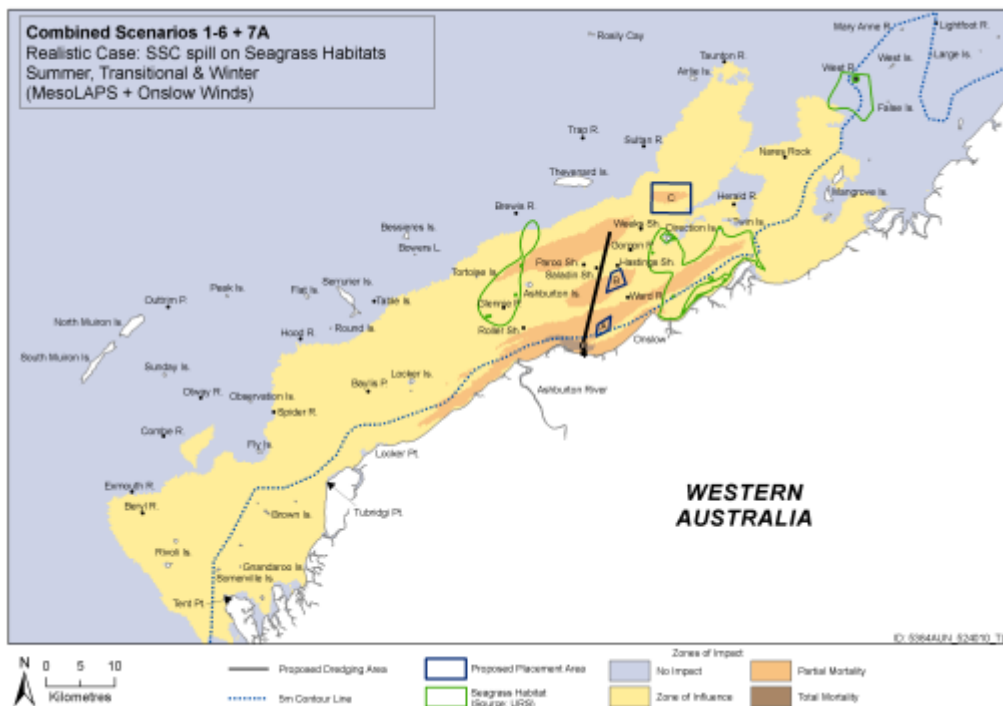 Combined Scenarios 1-6 + 7A
Realistic Case: SSC spill on Seagrass Habitats
Summer, Transitional & Winter
(MesoLAPS + Onslow Winds)
Rosily Cay
Mary Anne R.
Lightfoot R.
Large Is.
West Is.
West R.
False Is.
Taunton R.
Airlie Is.
Trap R.
Sultan R.
Nares Rock
Thevenard Is.
Mangrove Is.
Herald R.
C
Brewis R.
Twin Is.
Weeks Sh.
Direction Is.
Bessieres Is.
Bowers L.
Gorgon P.
Paroo Sh.
Hastings Sh.
Saladin Sh.
Tortoise Is.
B
Ashburton Is.
Ward R.
Serrurier Is.
Flat Is.
Peak Is.
Table Is.
Outtrim P.
Glennie P.
A
North Muiron Is.
Round Is.
Hood R.
Roller Sh.
Onslow
South Muiron Is.
Sunday Is.
Locker Is.
Baylis P.
Ashburton River
Otway R.
Observation Is.
Spider R.
Combe R.
Fly Is.
Locker Pt.
Exmouth R.
Beryl R.
WESTERN
AUSTRALIA
Brown Is.
Tubridgi Pt.
Rivoli Is.
Gnandaroo Is.
Somerville Is.
Tent Pt.
N
0 5 10
Kilometres
Proposed Dredging Area
5m Contour Line
Proposed Placement Area
Seagrass Habitat
(Source: URS)
Zones of Impact
No Impact
Partial Mortality
Zone of Influence
Total Mortality